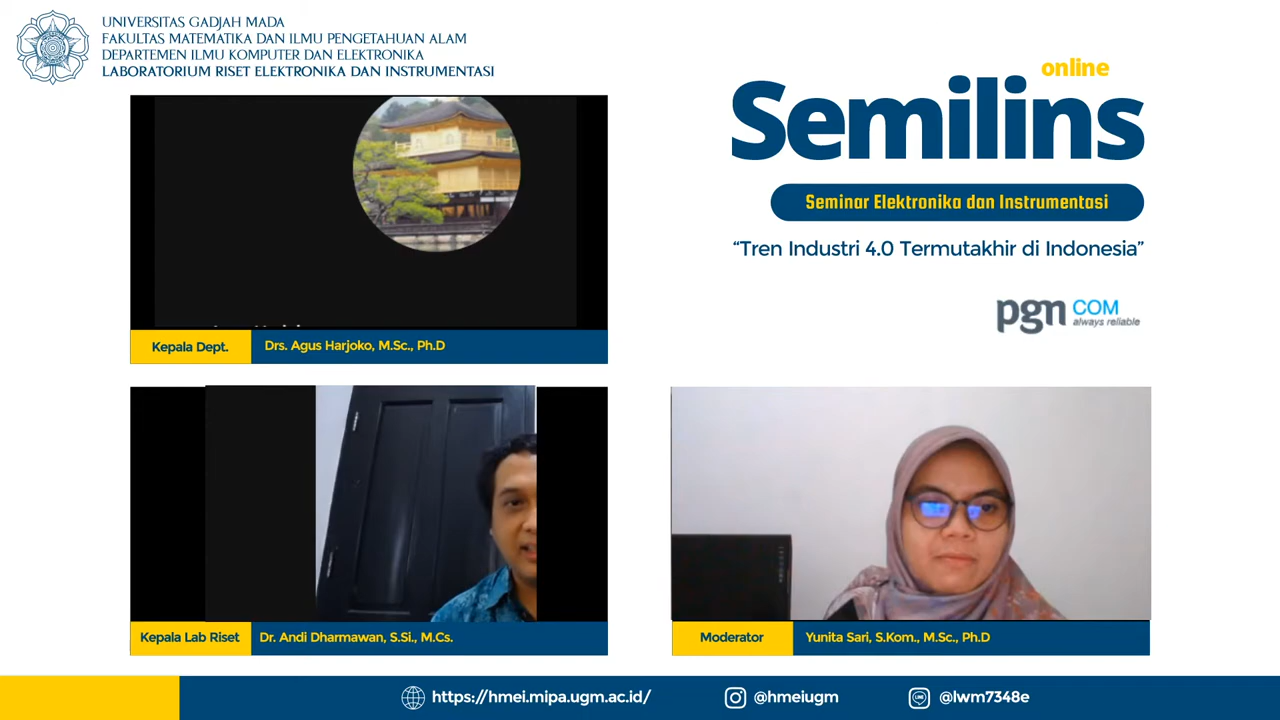 UNIVERSITAS GADJAH MADA
FAKULTAS MATEMATIKA DAN ILMU PENGETAHUAN ALAM
DEPARTEMEN ILMU KOMPUTER DAN ELEKTRONIKA
LABORATORIUM RISET ELEKTRONIKA DAN INSTRUMENTASI
online
Semilins
Seminar Elektronika dan Instrumentasi
“Tren Industri 4.0 Termutakhir di Indonesia”
pgn COM
always reliable
Kepala Dept. Drs. Agus Harjoko, M.Sc., Ph.D
Kepala Lab Riset Dr. Andi Dharmawan, S.Si., M.Cs.
Moderator Yunita Sari, S.Kom., M.Sc., Ph.D
https://hmei.mipa.ugm.ac.id/ @hmeiugm @lwm7348e